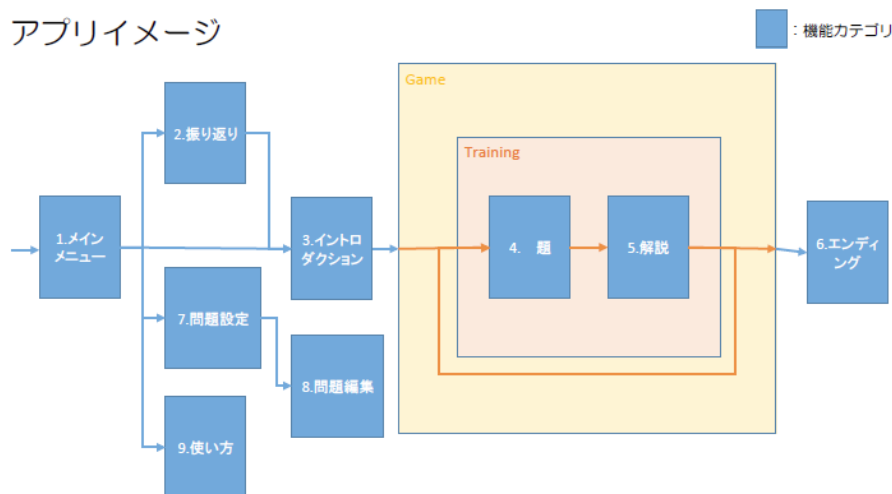 アプリイメージ
：機能カテゴリ
Game
2.振り返り
Training
1.メイン
メニュー
3.イントロ
ダクション
4.　題
5.解説
6.エンディ
ング
7.問題設定
8.問題編集
9.使い方